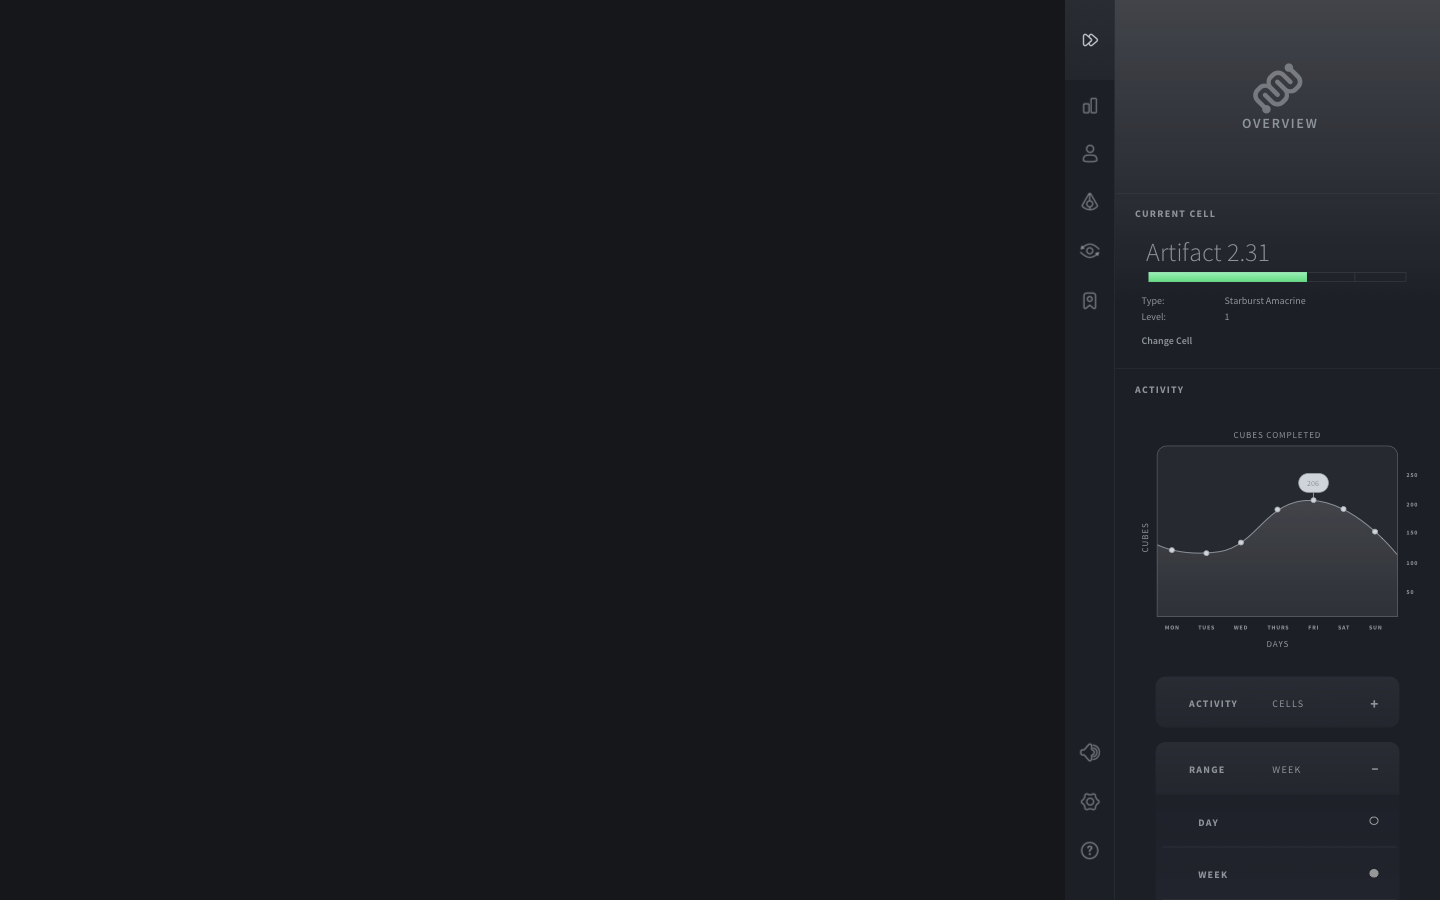 OVERVIEW
CURRENT CELL
Artifact 2.31
Type: Starburst Amacrine
Level: 1
Change Cell
ACTIVITY
CUBES COMPLETED
250
206
200
150
CUBES
100
50
MON TUES WED THURS FRI SAT SUN
DAYS
ACTIVITY CELLS +
RANGE WEEK −
DAY
WEEK